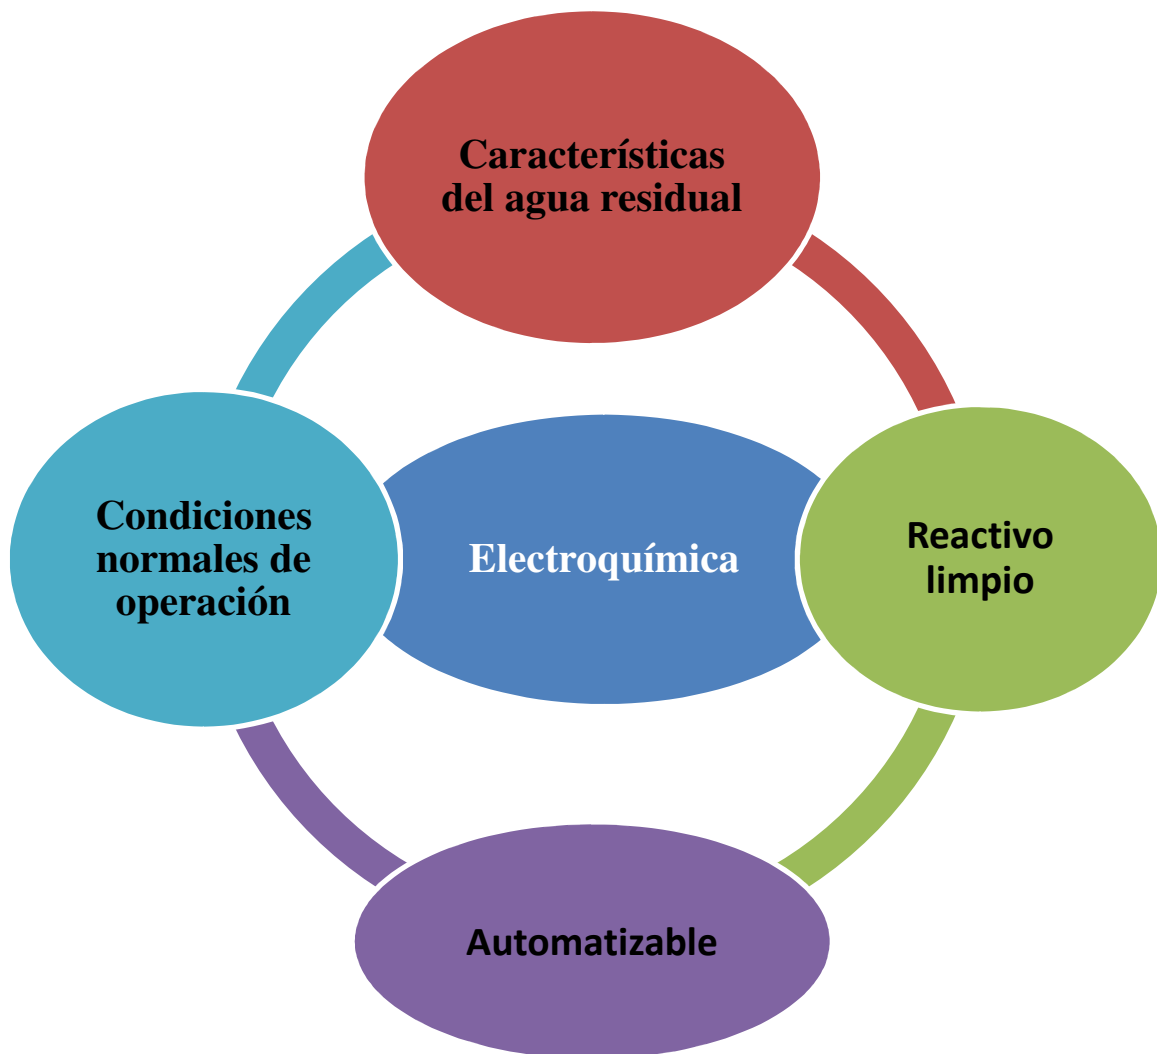 Características
del agua residual
Condiciones
normales de
operación
Electroquímica
Reactivo
limpio
Automatizable